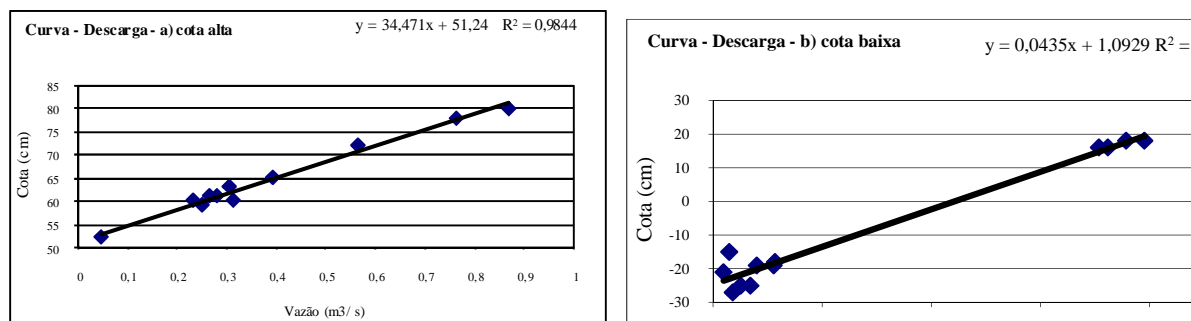 Curva - Descarga - a) cota alta
y = 34,471x + 51,24 R² = 0,9844
85
80
75
70
65
60
55
50
Cota (cm)
0 0,1 0,2 0,3 0,4 0,5 0,6 0,7 0,8 0,9 1
Vazão (m3/ s)
Curva - Descarga - b) cota baixa
y = 0,0435x + 1,0929 R² =
30
20
10
0
-10
-20
-30
Cota (cm)